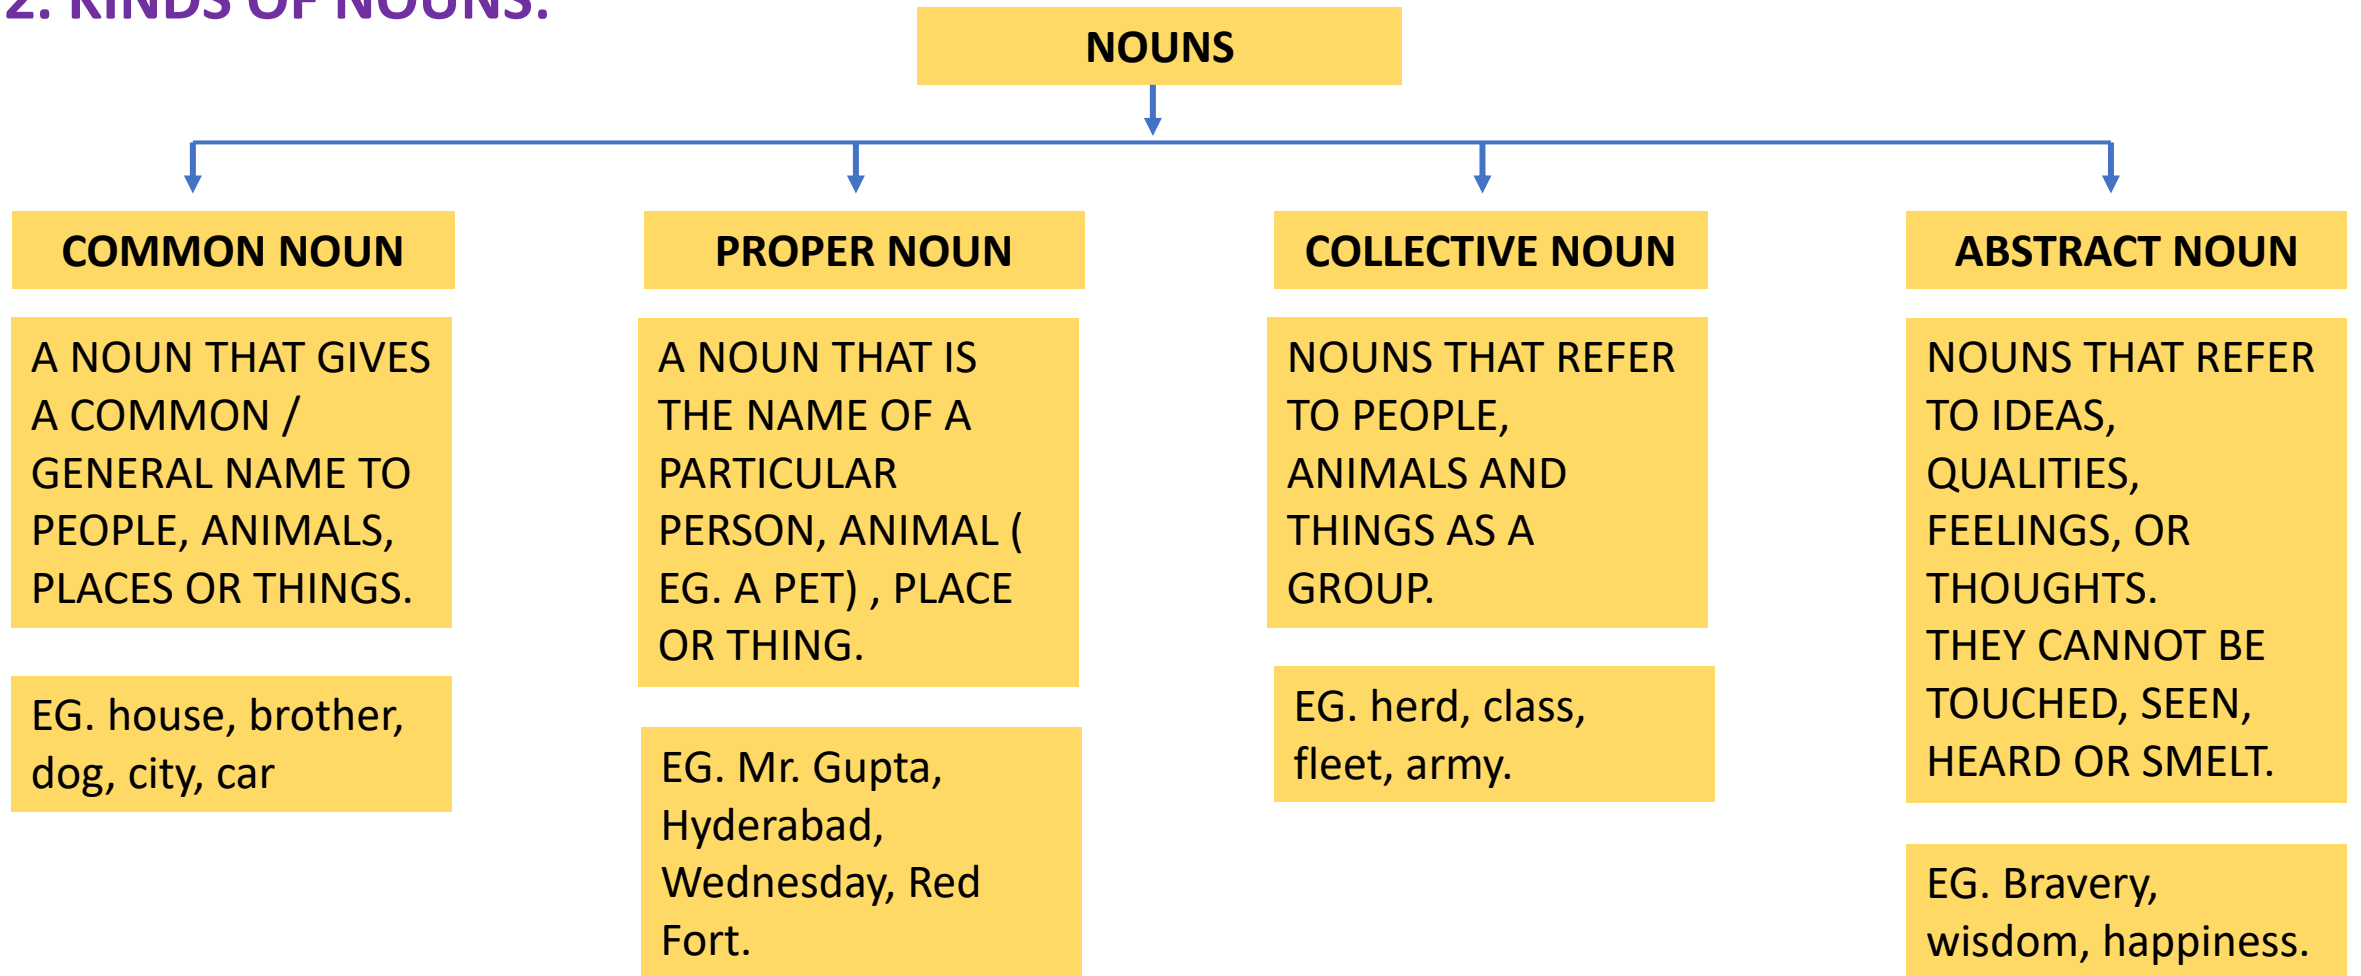 2. KINDS OF NOUNS:
NOUNS
COMMON NOUN
A NOUN THAT GIVES
A COMMON /
GENERAL NAME TO
PEOPLE, ANIMALS,
PLACES OR THINGS.
EG. house, brother,
dog, city, car
PROPER NOUN
A NOUN THAT IS
THE NAME OF A
PARTICULAR
PERSON, ANIMAL (
EG. A PET) , PLACE
OR THING.
EG. Mr. Gupta,
Hyderabad,
Wednesday, Red
Fort.
COLLECTIVE NOUN
NOUNS THAT REFER
TO PEOPLE,
ANIMALS AND
THINGS AS A
GROUP.
EG. herd, class,
fleet, army.
ABSTRACT NOUN
NOUNS THAT REFER
TO IDEAS,
QUALITIES,
FEELINGS, OR
THOUGHTS.
THEY CANNOT BE
TOUCHED, SEEN,
HEARD OR SMELT.
EG. Bravery,
wisdom, happiness.